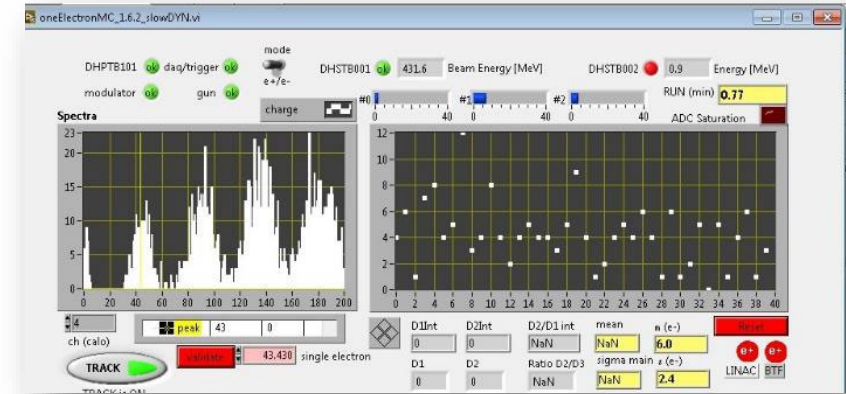 oneElectronMC_1.6.2_slowDYN.vi
mode
DHPTB101 ok daq/trigger ok
e+/e-
DHSTB001 ok 431.6 Beam Energy [MeV]
DHSTB002 0.9 Energy [MeV]
modulator ok gun ok
charge
#0 #1 #2
0 40 0 40 0 40
RUN (min) 0.77
ADC Saturation
Spectra
23
20
15
10
5
0
0 20 40 60 80 100 120 140 160 180 200
12
10
8
6
4
2
0 2 4 6 8 10 12 14 16 18 20 22 24 26 28 30 32 34 36 38 40
4
ch (calo)
peak 43 0
validate 43.430 single electron
TRACK
TRACK is ON
D1Int D2Int D2/D1 int mean n (e-)
0 0 NaN NaN 6.0
D1 D2 Ratio D2/D3 sigma main s (e-)
0 0 NaN NaN 2.4
Reset
e+ e+
LINAC BTF